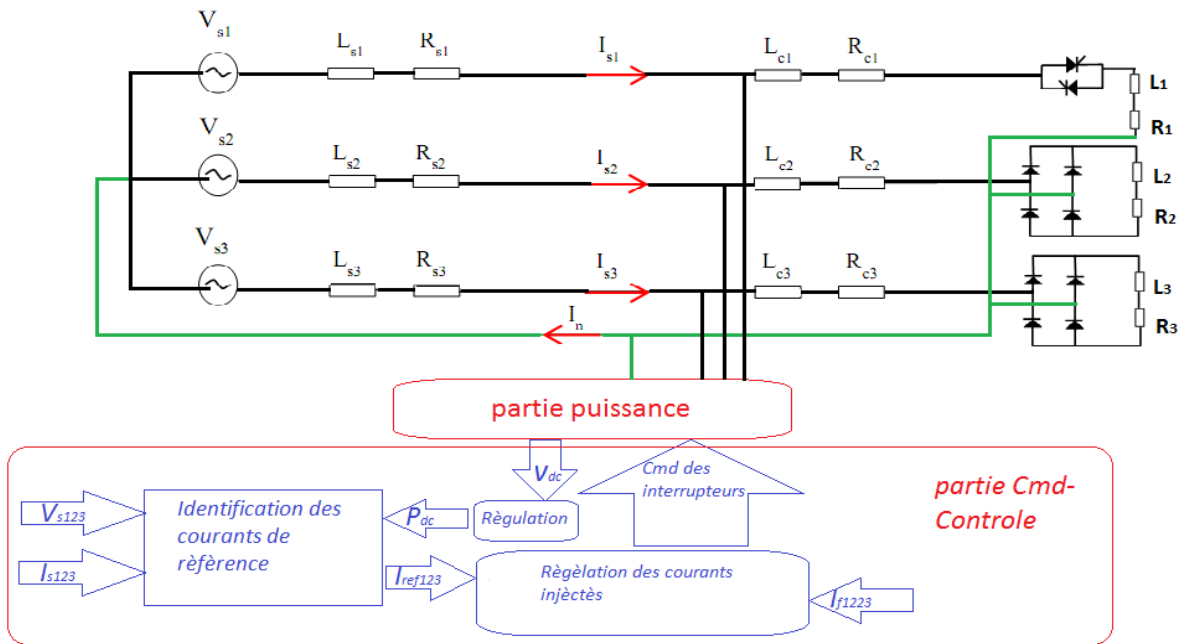 Vs1
Ls1
Rs1
Is1
Lc1
Rc1
L1
R1
Vs2
Ls2
Rs2
Is2
Lc2
Rc2
L2
R2
Vs3
Ls3
Rs3
Is3
Lc3
Rc3
L3
R3
In
partie puissance
Vdc
Cmd des
interrupteurs
partie Cmd-
Controle
Vs123
Identification des
courants de
rèfèrence
Pdc
Règulation
Is123
Iref123
Règèlation des courants
injèctès
If1223